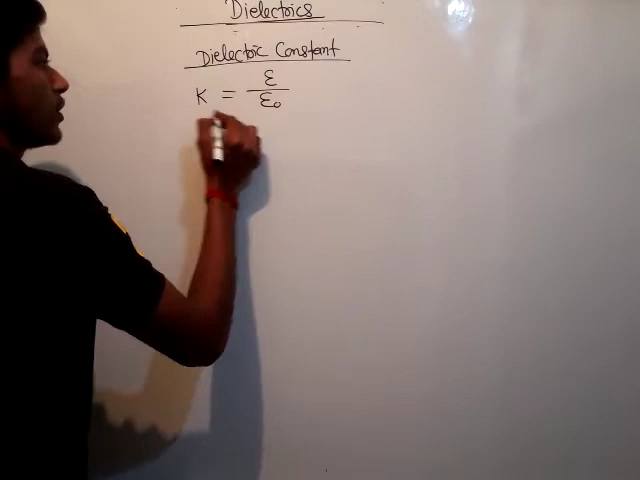 Dielectrics
Dielectric Constant
K = ε / ε₀